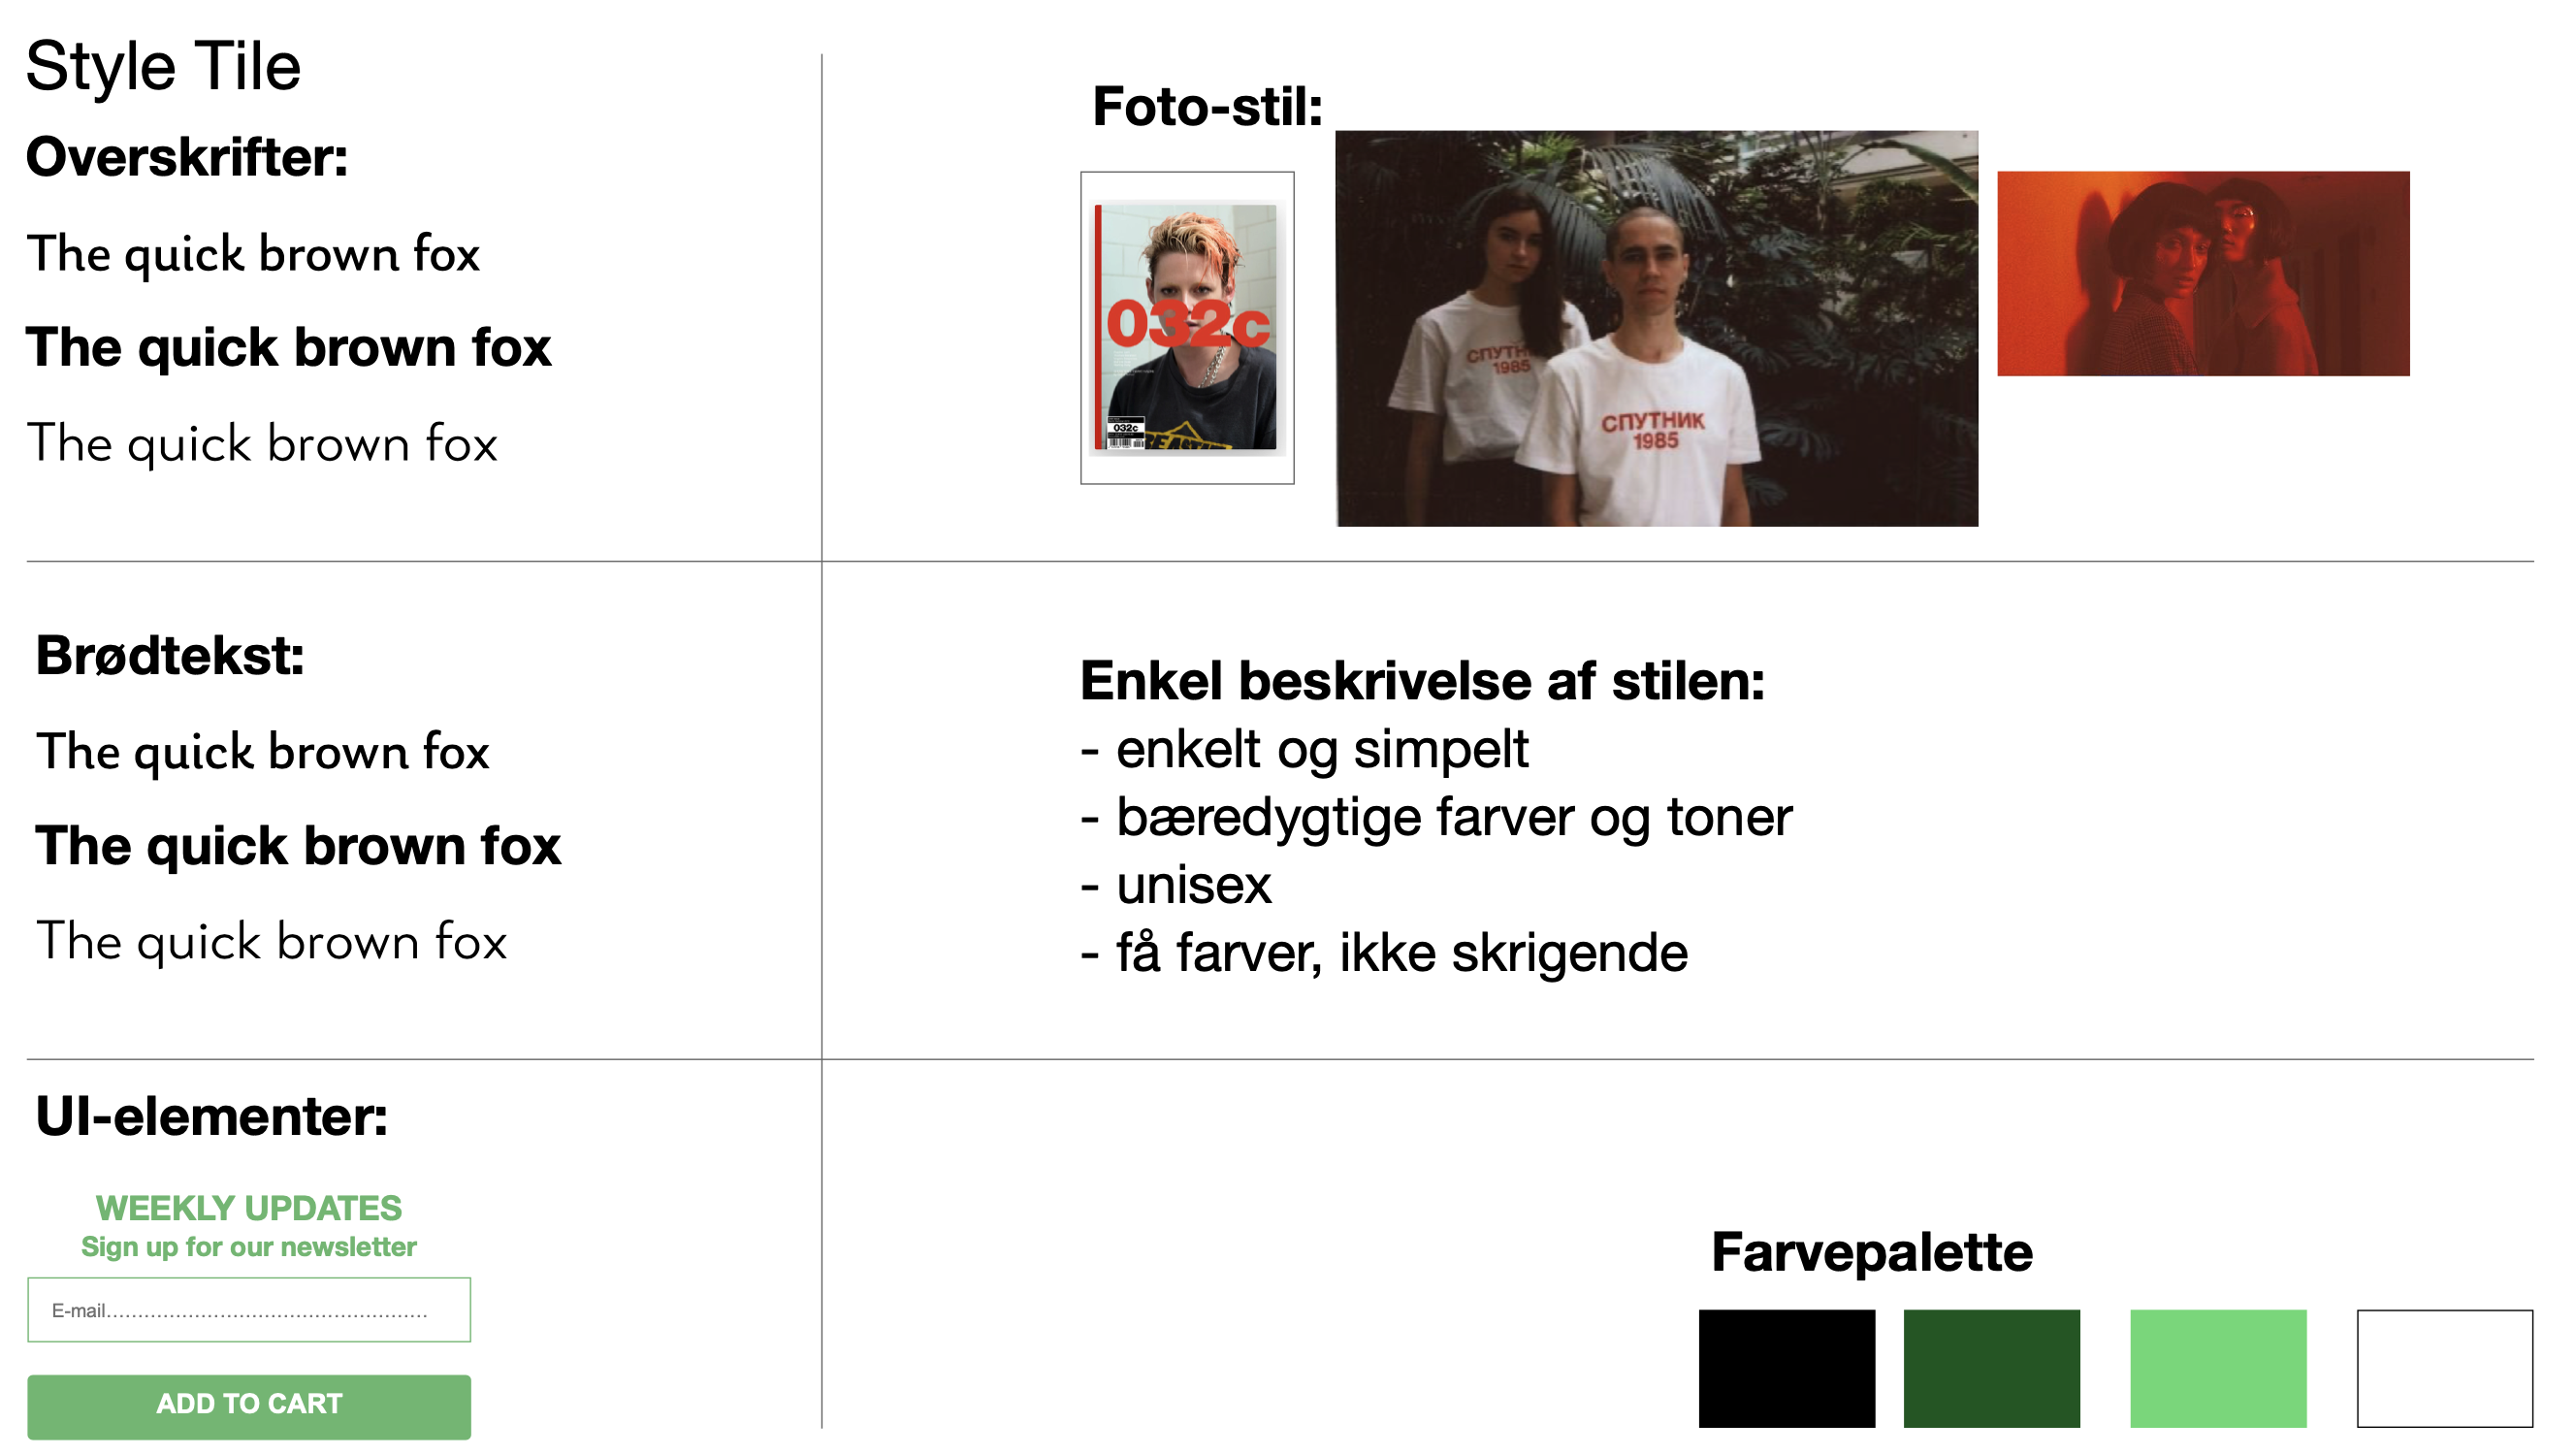 Style Tile
Overskrifter:
The quick brown fox
The quick brown fox
The quick brown fox
Foto-stil:
032c
032c
СПУТН
1985
СПУТНИК
1985
Brødtekst:
The quick brown fox
The quick brown fox
The quick brown fox
Enkel beskrivelse af stilen:
- enkelt og simpelt
- bæredygtige farver og toner
- unisex
- få farver, ikke skrigende
UI-elementer:
WEEKLY UPDATES
Sign up for our newsletter
E-mail...................................................
ADD TO CART
Farvepalette